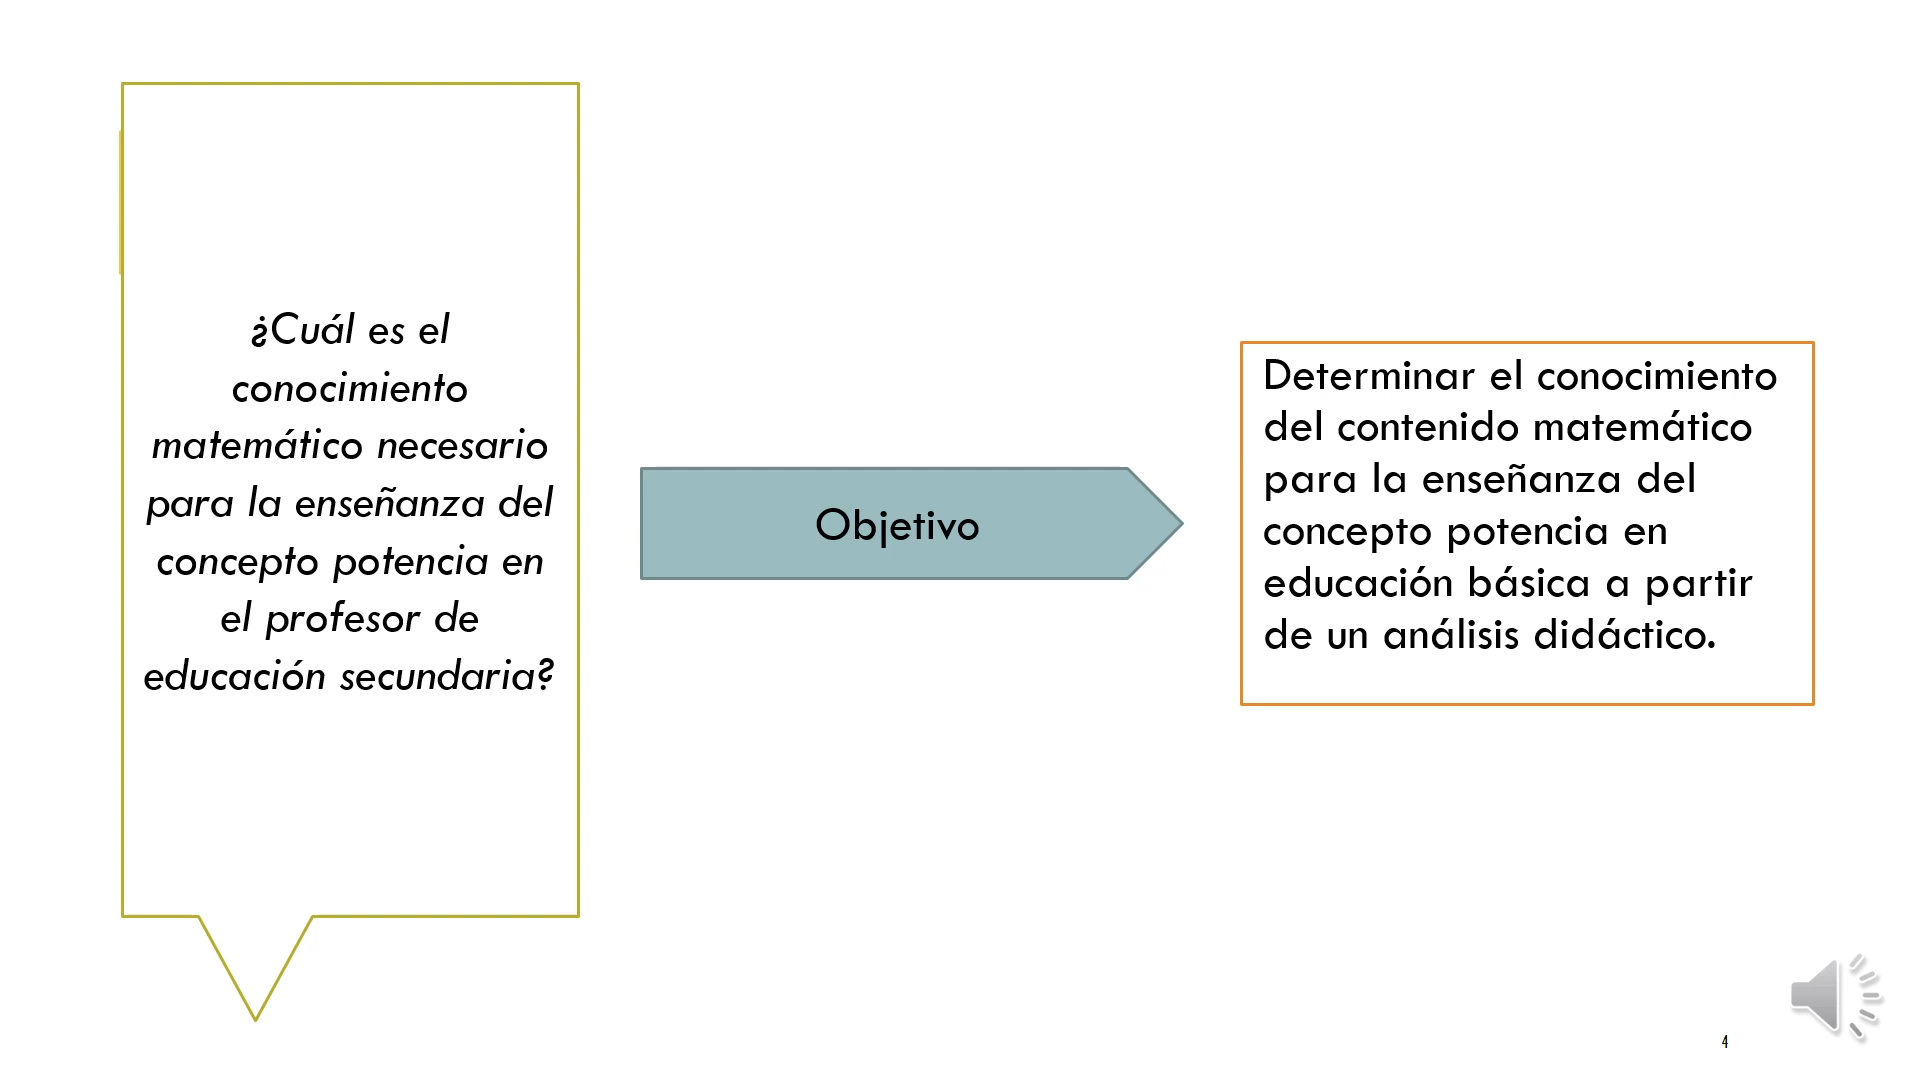 ¿Cuál es el
conocimiento
matemático necesario
para la enseñanza del
concepto potencia en
el profesor de
educación secundaria?
Objetivo
Determinar el conocimiento
del contenido matemático
para la enseñanza del
concepto potencia en
educación básica a partir
de un análisis didáctico.
4